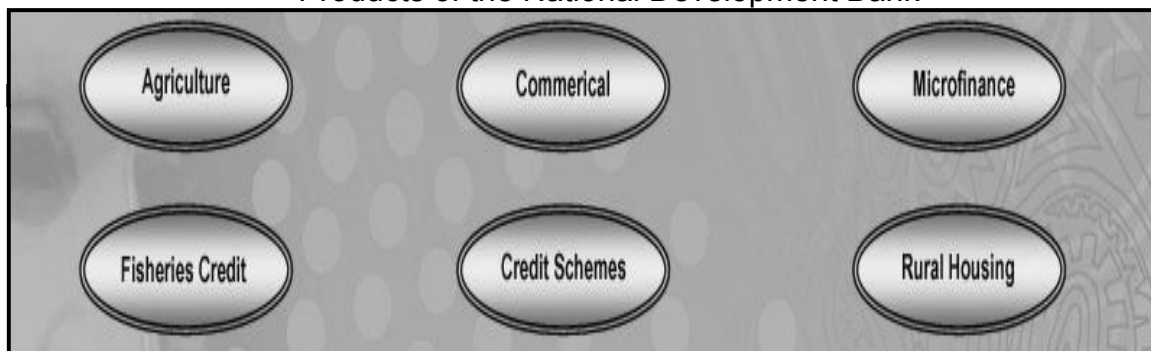 Products of the National Development Bank
Agriculture
Commerical
Microfinance
Fisheries Credit
Credit Schemes
Rural Housing